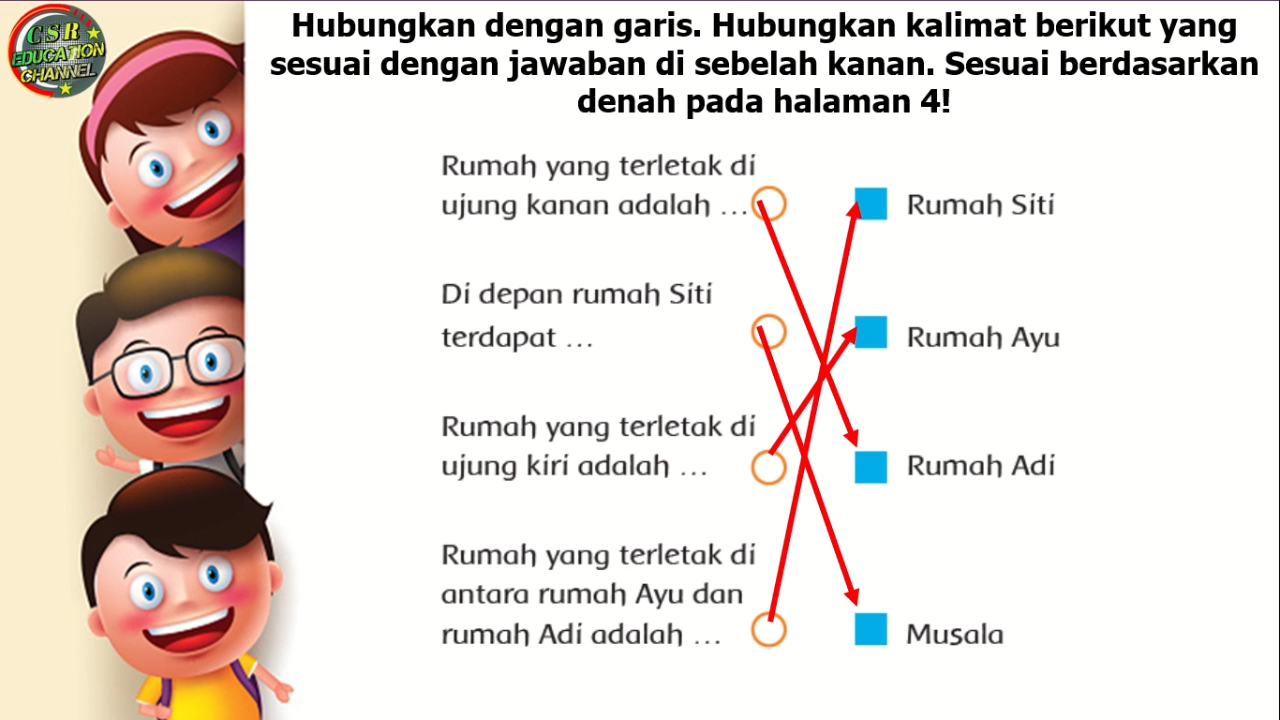 CSR
EDUCATION
CHANNEL
Hubungkan dengan garis. Hubungkan kalimat berikut yang
sesuai dengan jawaban di sebelah kanan. Sesuai berdasarkan
denah pada halaman 4!
Rumah yang terletak di
ujung kanan adalah ...
Rumah Siti
Di depan rumah Siti
terdapat ...
Rumah Ayu
Rumah yang terletak di
ujung kiri adalah ...
Rumah Adi
Rumah yang terletak di
antara rumah Ayu dan
rumah Adi adalah ...
Musala